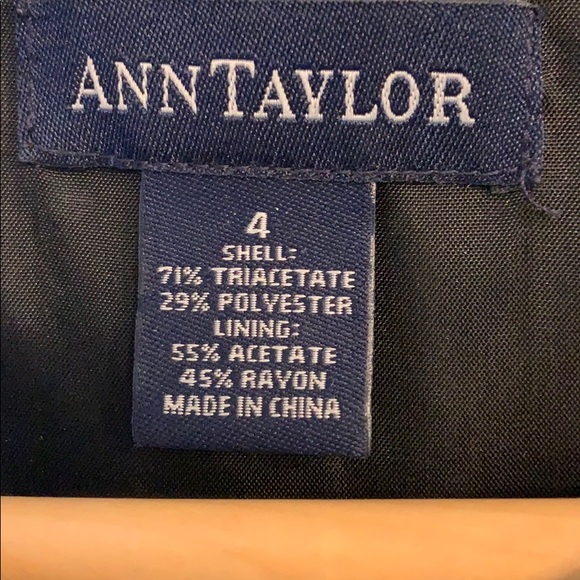 ANNTAYLOR
4
SHELL:
71% TRIACETATE
29% POLYESTER
LINING:
55% ACETATE
45% RAYON
MADE IN CHINA